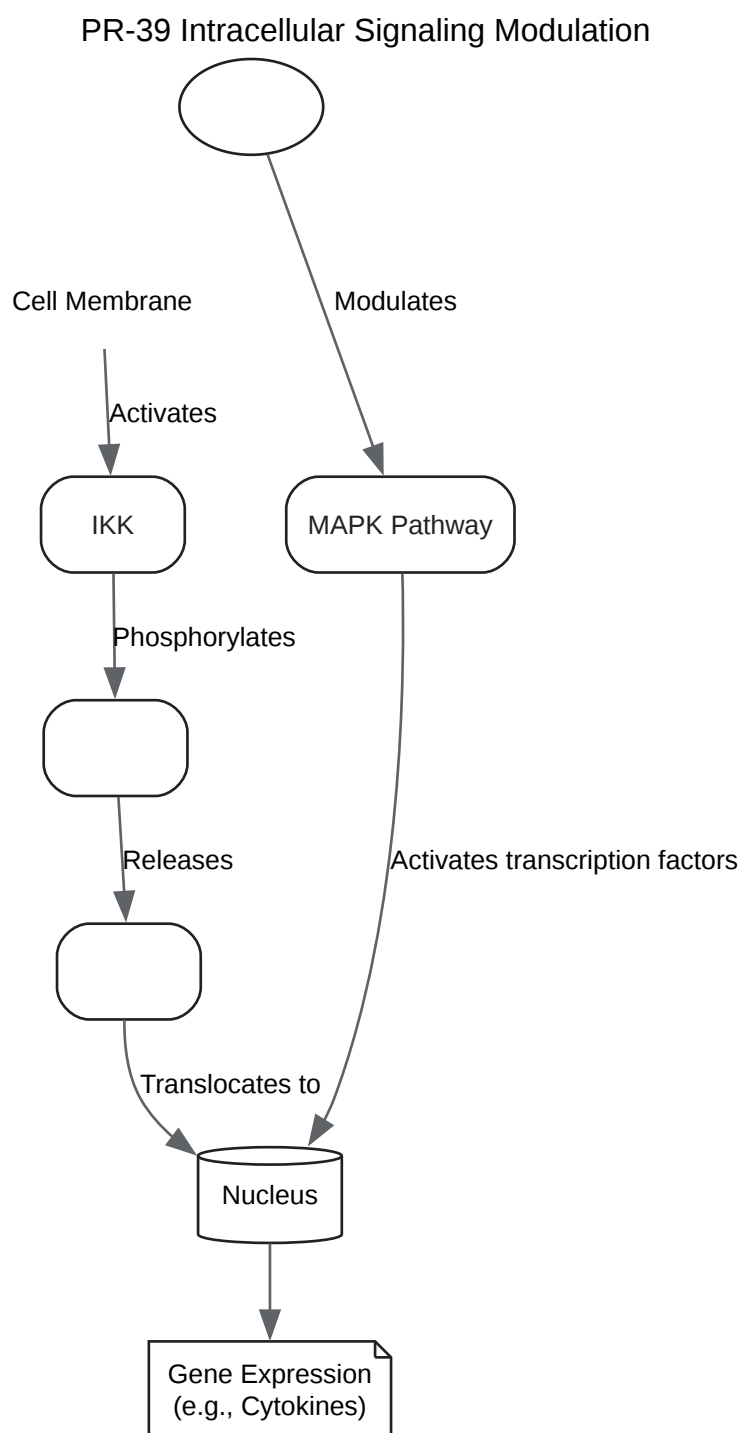 PR-39 Intracellular Signaling Modulation
Cell Membrane
Modulates
Activates
IKK
MAPK Pathway
Phosphorylates
Releases
Activates transcription factors
Translocates to
Nucleus
Gene Expression
(e.g., Cytokines)